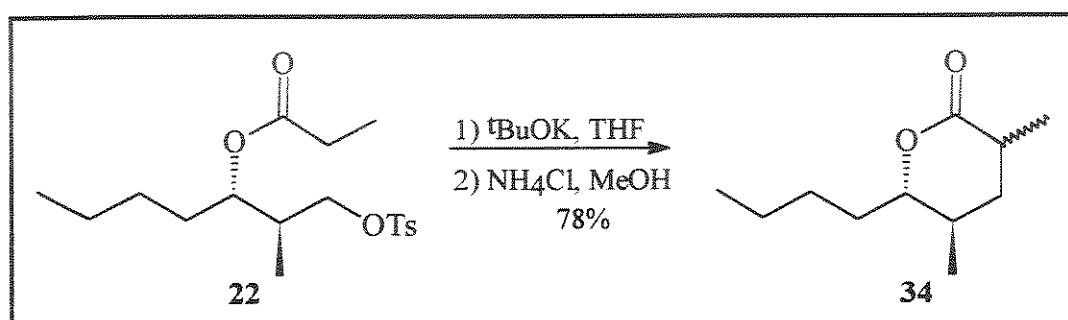 O
O
1) ᵗBuOK, THF
2) NH4Cl, MeOH
78%
OTs
22
O
O
34